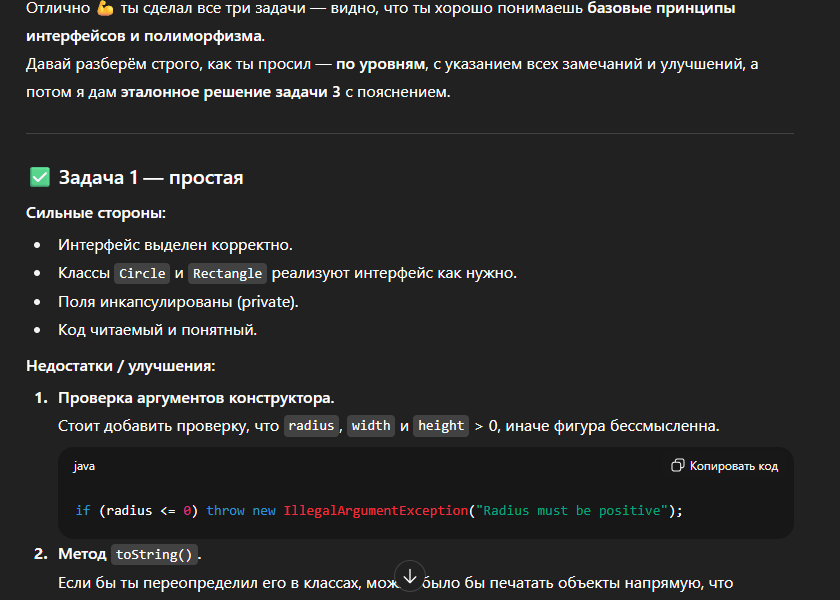 Отлично 💪 ты сделал все три задачи — видно, что ты хорошо понимаешь базовые принципы
интерфейсов и полиморфизма.
Давай разберём строго, как ты просил — по уровням, с указанием всех замечаний и улучшений, а
потом я дам эталонное решение задачи 3 с пояснением.
✅ Задача 1 — простая
Сильные стороны:
• Интерфейс выделен корректно.
• Классы Circle и Rectangle реализуют интерфейс как нужно.
• Поля инкапсулированы (private).
• Код читаемый и понятный.
Недостатки / улучшения:
1. Проверка аргументов конструктора.
Стоит добавить проверку, что radius, width и height > 0, иначе фигура бессмысленна.
java Копировать код
if (radius <= 0) throw new IllegalArgumentException("Radius must be positive");
2. Метод toString().
Если бы ты переопределил его в классах, было бы печатать объекты напрямую, что